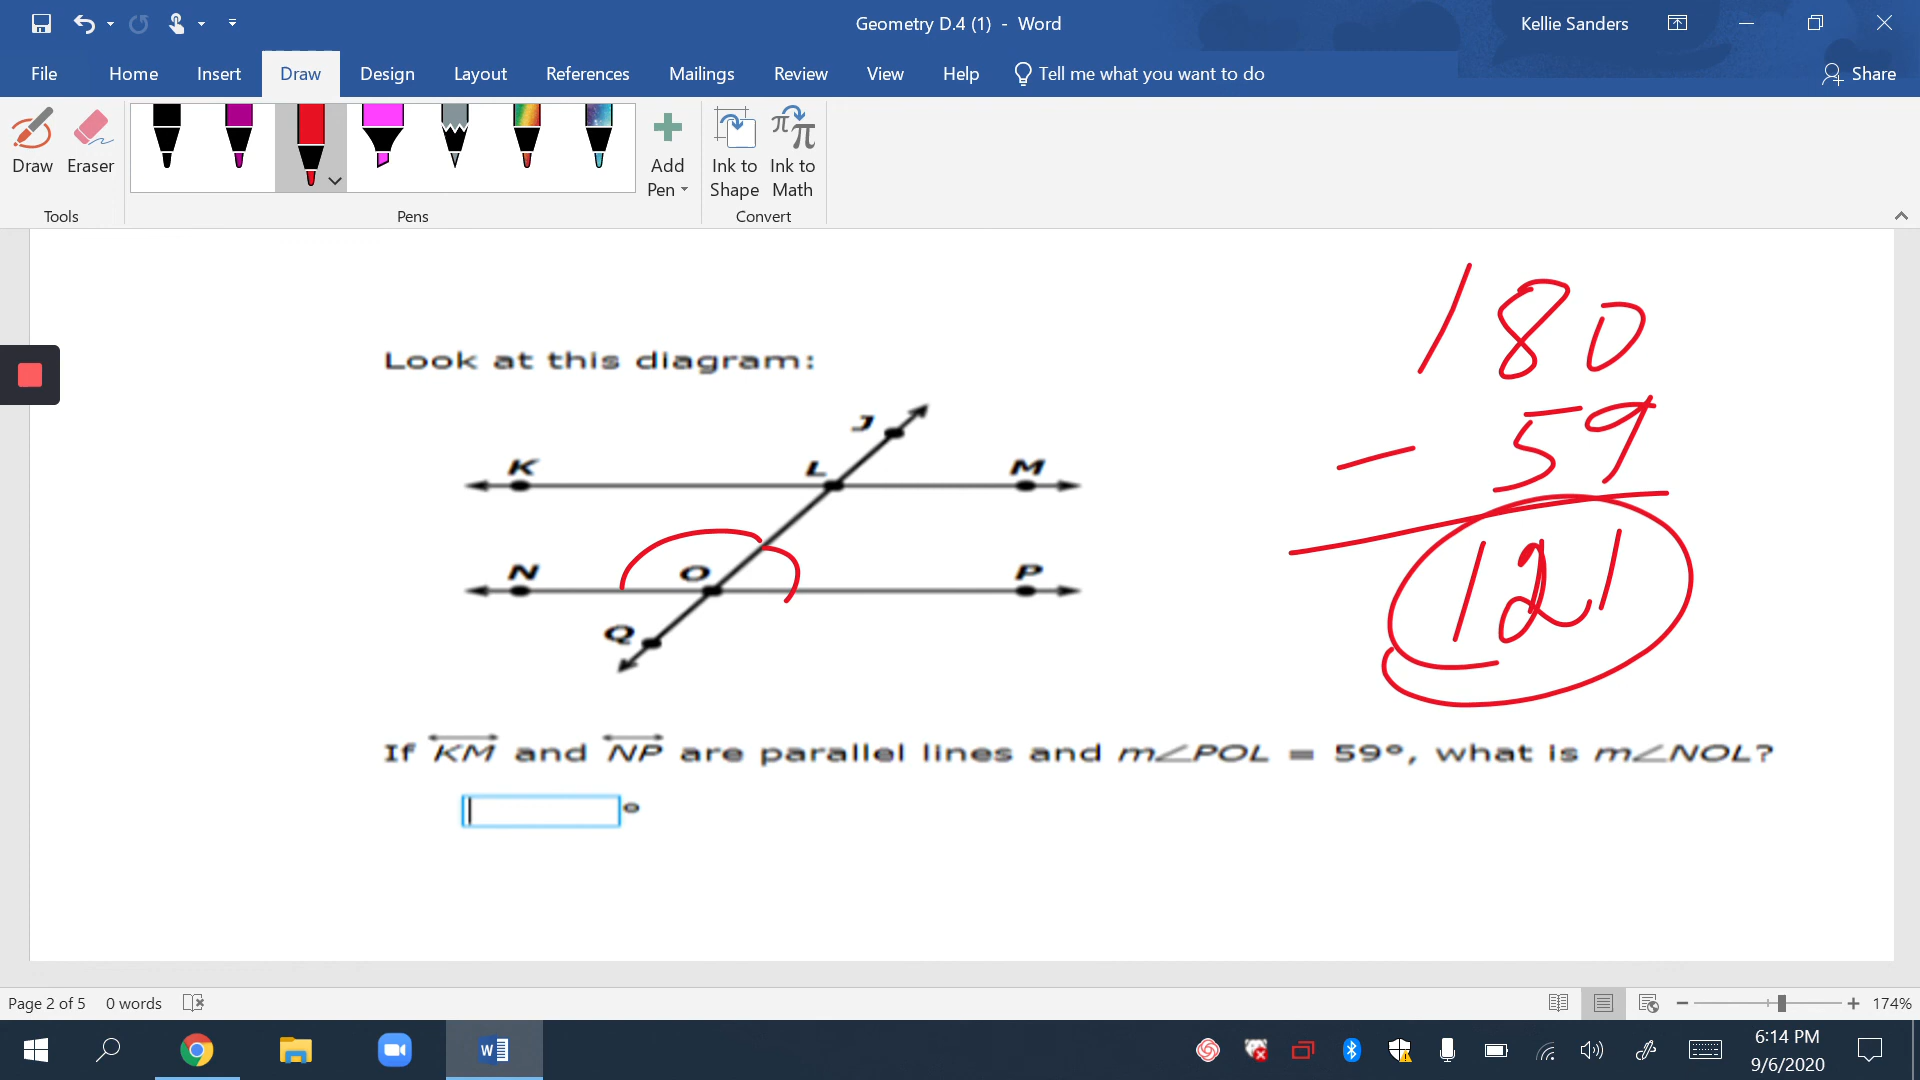 Geometry D.4 (1) - Word
Kellie Sanders
File Home Insert Draw Design Layout References Mailings Review View Help Tell me what you want to do Share
Draw Eraser
Add Pen
Ink to Shape
Ink to Math
Tools Pens Convert
180
Look at this diagram:
J
- 59
K L M
121
N O P
Q
If KM and NP are parallel lines and m∠POL = 59°, what is m∠NOL?
°
Page 2 of 5 0 words 174%
6:14 PM
9/6/2020